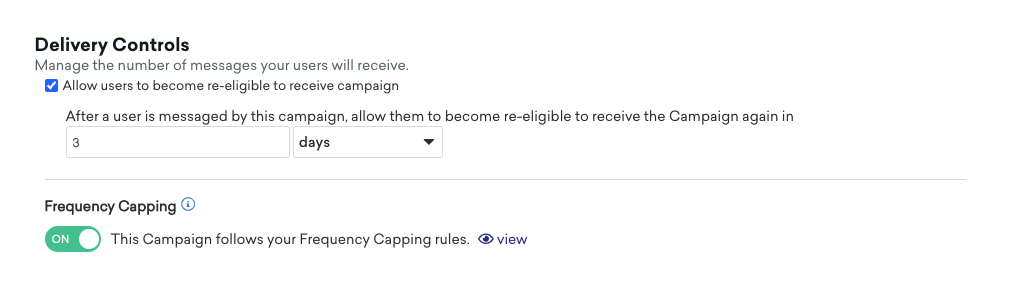 Delivery Controls
Manage the number of messages your users will receive.
Allow users to become re-eligible to receive campaign
After a user is messaged by this campaign, allow them to become re-eligible to receive the Campaign again in
3 days
Frequency Capping
ON This Campaign follows your Frequency Capping rules. view